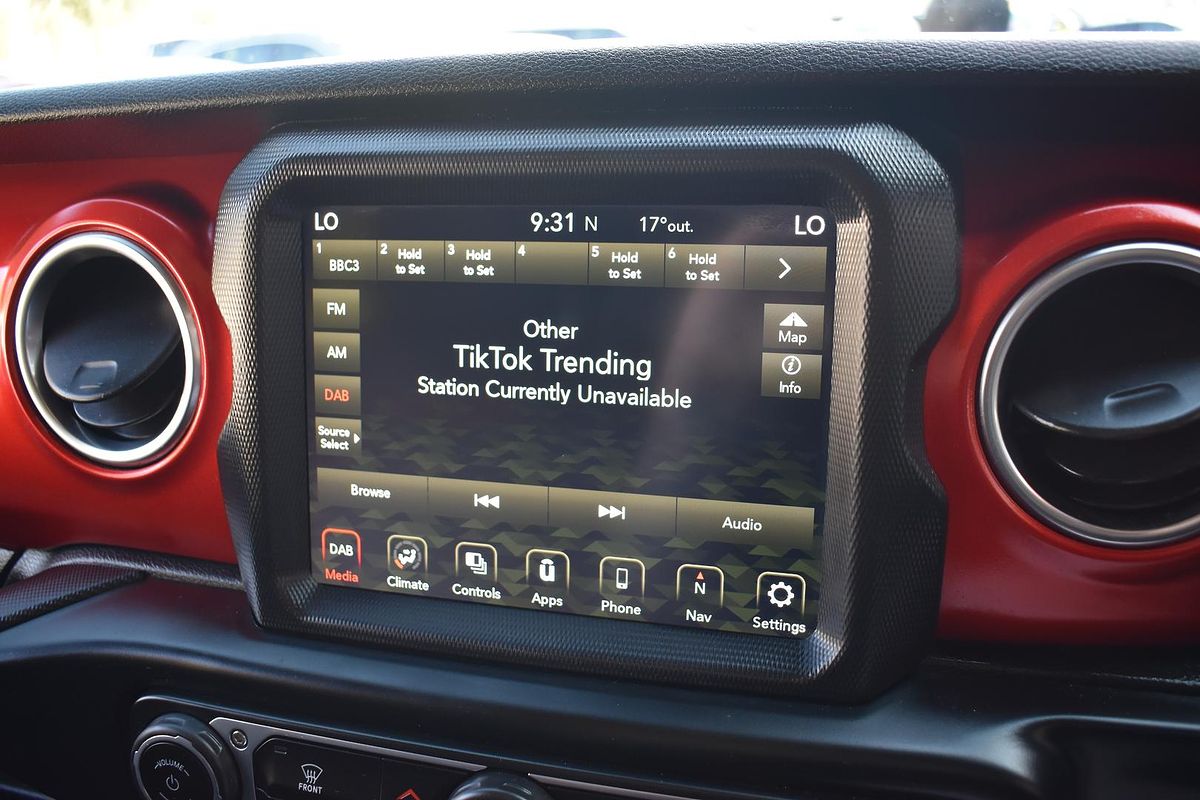 LO 9:31 N 17°out. LO
1 BBC3
2 Hold to Set
3 Hold to Set
4
5 Hold to Set
6 Hold to Set
FM
AM
DAB
Source
Select
Other
TikTok Trending
Station Currently Unavailable
Map
Info
Browse
Audio
DAB
Media
Climate
Controls
Apps
Phone
N
Nav
Settings
VOLUME
FRONT